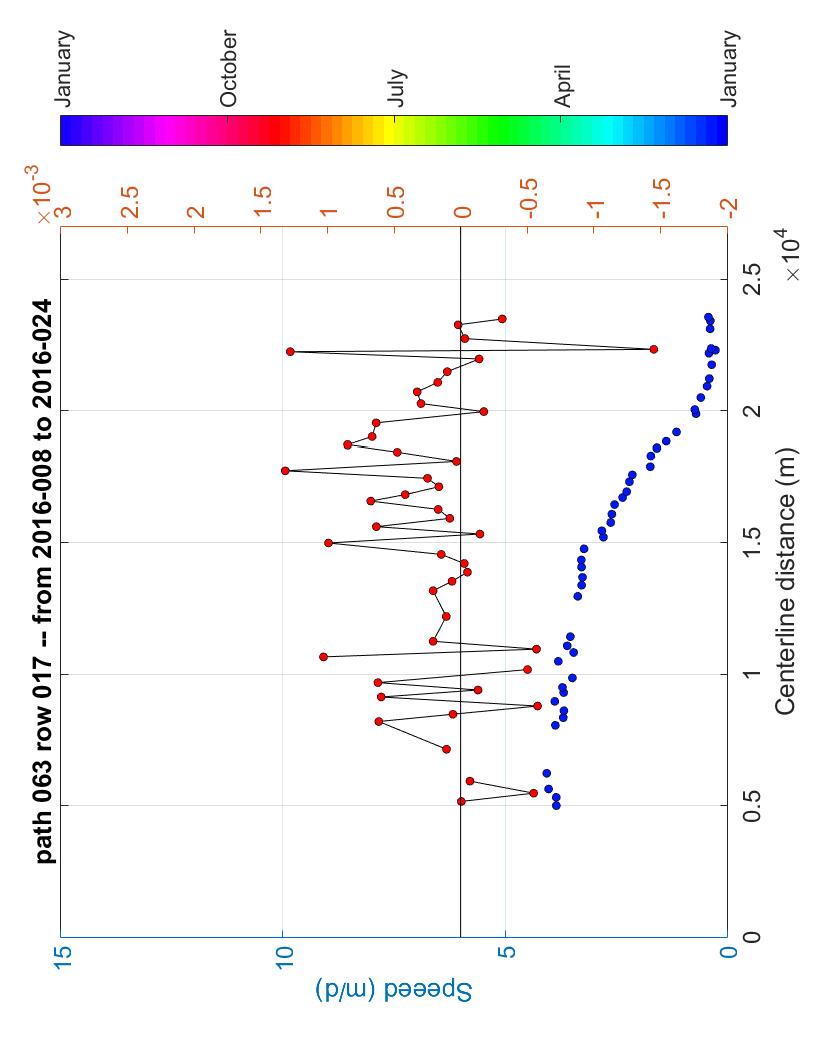 path 063 row 017 -- from 2016-008 to 2016-024
15
10
5
0
Speeed (m/d)
0
0.5
1
1.5
2
2.5
×10^4
Centerline distance (m)
×10^-3
3
2.5
2
1.5
1
0.5
0
-0.5
-1
-1.5
-2
January
October
July
April
January